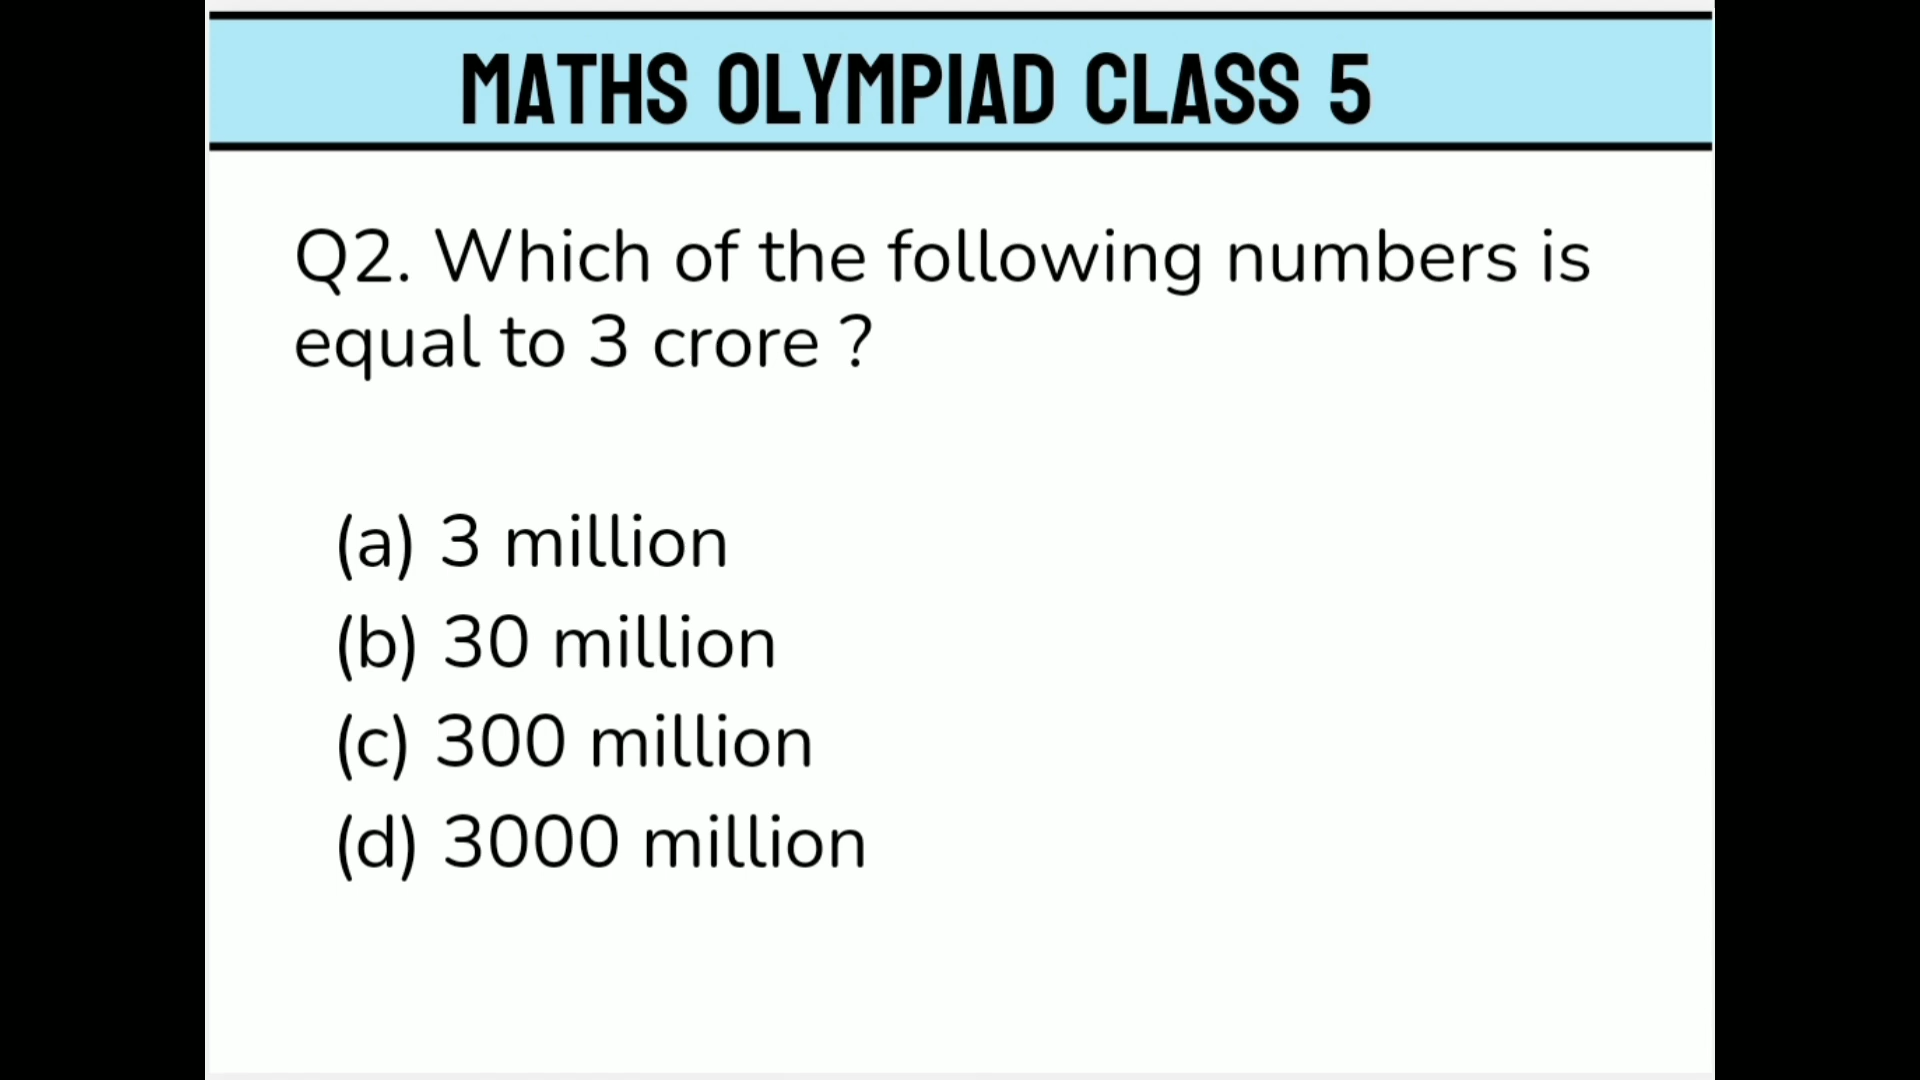 MATHS OLYMPIAD CLASS 5
Q2. Which of the following numbers is
equal to 3 crore ?
(a) 3 million
(b) 30 million
(c) 300 million
(d) 3000 million